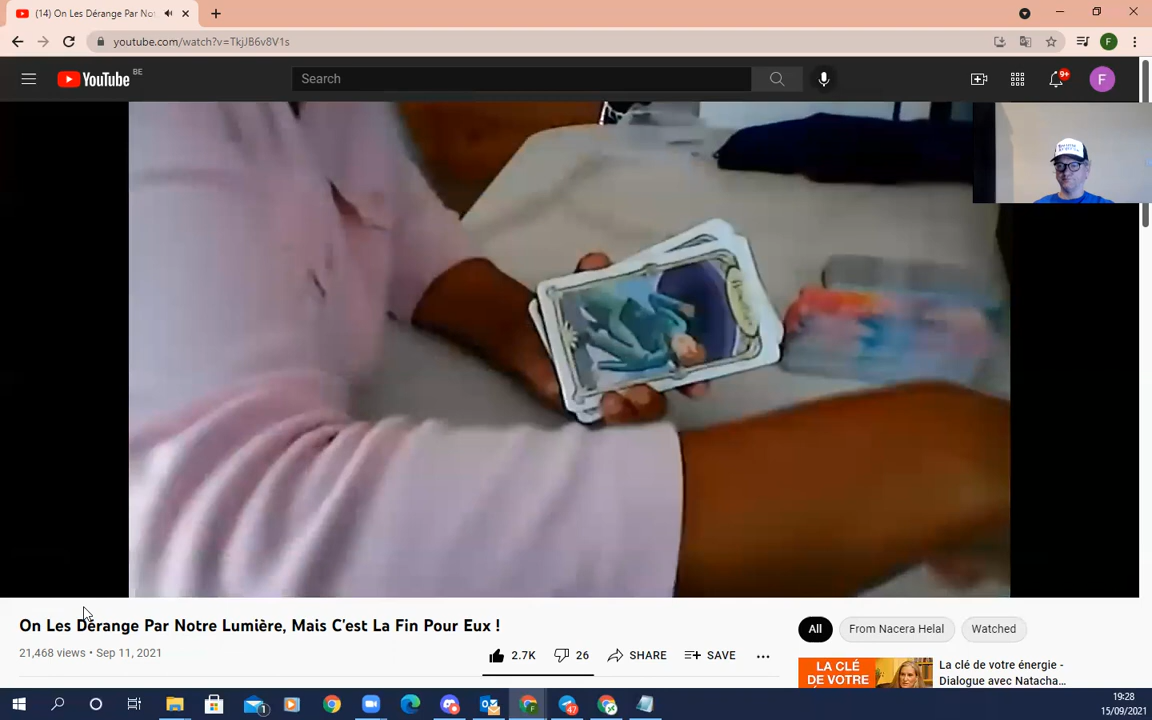 (14) On Les Dérange Par No
youtube.com/watch?v=TkjJB6v8V1s
F
YouTube BE
Search
9+
F
On Les Dérange Par Notre Lumière, Mais C'est La Fin Pour Eux !
21,468 views • Sep 11, 2021
2.7K
26
SHARE
SAVE
All
From Nacera Helal
Watched
LA CLÉ
DE VOTRE
La clé de votre énergie -
Dialogue avec Natacha...
1
47
19:28
15/09/2021